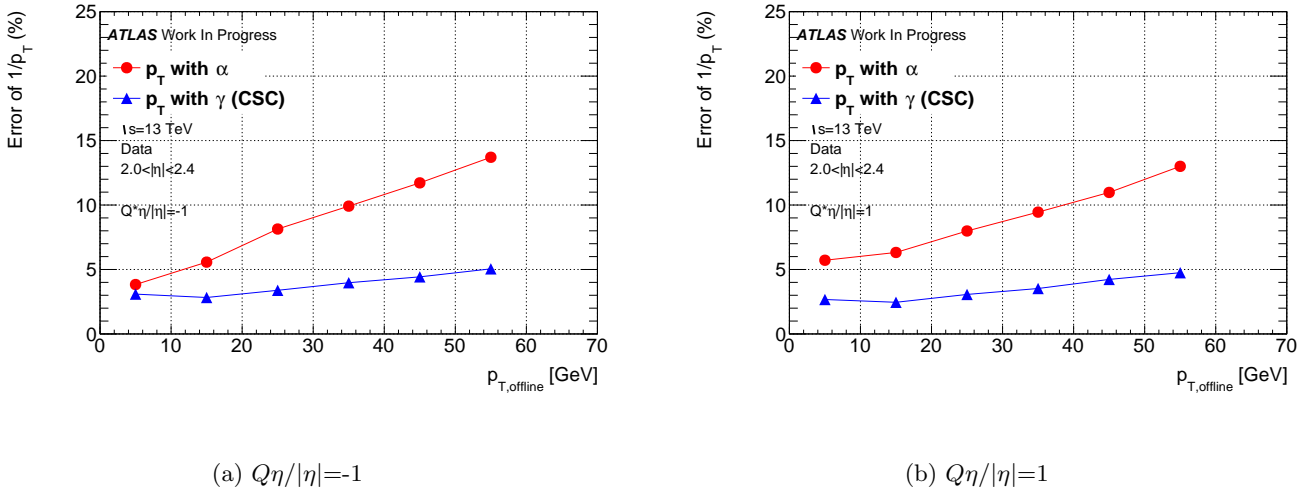 Error of 1/p_T (%)
25
20
15
10
5
0
ATLAS Work In Progress
p_T with α
p_T with γ (CSC)
√s=13 TeV
Data
2.0<|η|<2.4
Q*η/|η|=-1
0 10 20 30 40 50 60 70
p_T,offline [GeV]
(a) Qη/|η|=-1
Error of 1/p_T (%)
25
20
15
10
5
0
ATLAS Work In Progress
p_T with α
p_T with γ (CSC)
√s=13 TeV
Data
2.0<|η|<2.4
Q*η/|η|=1
0 10 20 30 40 50 60 70
p_T,offline [GeV]
(b) Qη/|η|=1